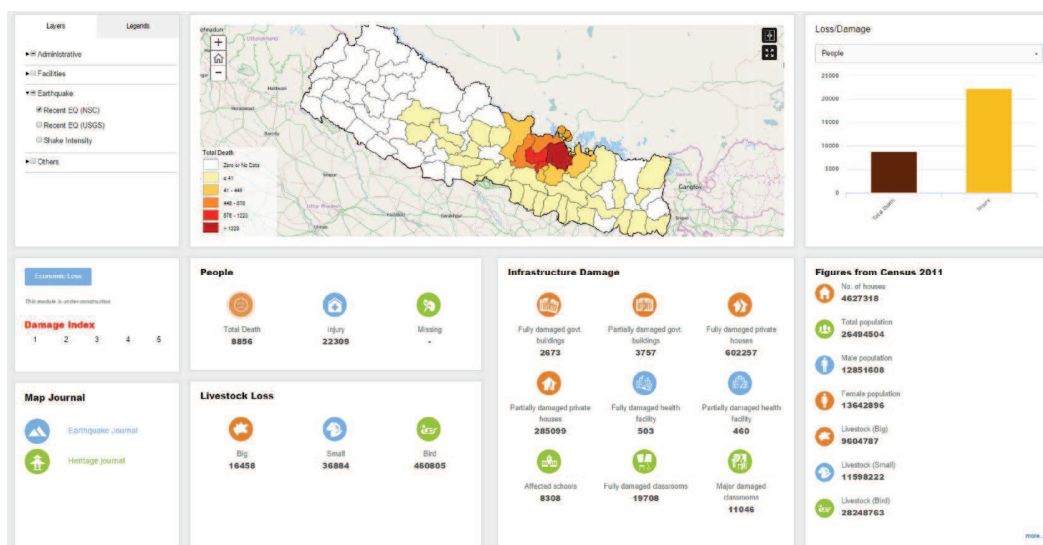 Layers
Legends
Administrative
Facilities
Earthquake
Recent EQ (NSC)
Recent EQ (USGS)
Shake Intensity
Others
Total Death
Zero or No Data
≤ 41
41 - 448
> 1223
Loss/Damage
People
25000
20000
15000
10000
5000
0
Total Death
Injury
Economic Loss
This module is under-construction
Damage Index
1 2 3 4 5
Map Journal
Earthquake Journal
Heritage journal
People
Total Death
8856
Injury
22309
Missing
-
Livestock Loss
Big
16458
Small
36884
Bird
460805
Infrastructure Damage
Fully damaged govt.
buildings
2673
Partially damaged govt.
buildings
3757
Fully damaged private
houses
602257
Partially damaged private
houses
285099
Fully damaged health
facility
503
Partially damaged health
facility
460
Affected schools
8308
Fully damaged classrooms
19708
Major damaged
classrooms
11046
Figures from Census 2011
No. of houses
4627318
Total population
26494504
Male population
12851608
Female population
13642896
Livestock (Big)
9604787
Livestock (Small)
11598222
Livestock (Bird)
28248763
more..